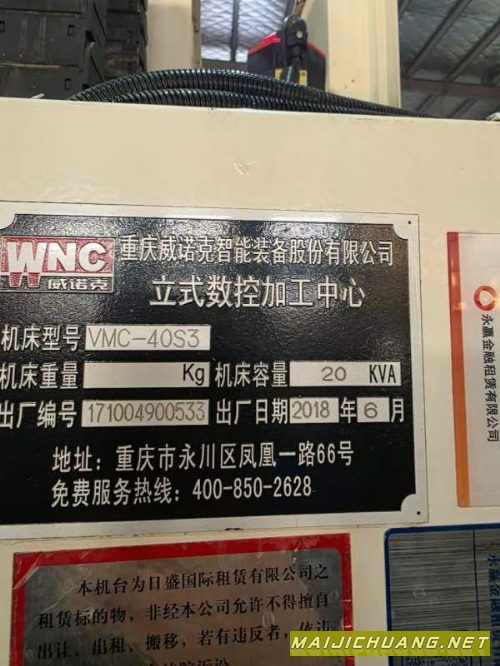 WNC
威诺克
重庆威诺克智能装备股份有限公司
立式数控加工中心
机床型号 VMC-40S3
机床重量 Kg 机床容量 20 KVA
出厂编号 171004900533 出厂日期 2018 年 6 月
地址：重庆市永川区凤凰一路66号
免费服务热线：400-850-2628
永赢金融租赁有限公司
本机台为日盛国际租赁有限公司之
租赁标的物，非经本公司允许不得擅自
出让、出租、搬移，若有违反者，依法
MAIJICHUANG.NET